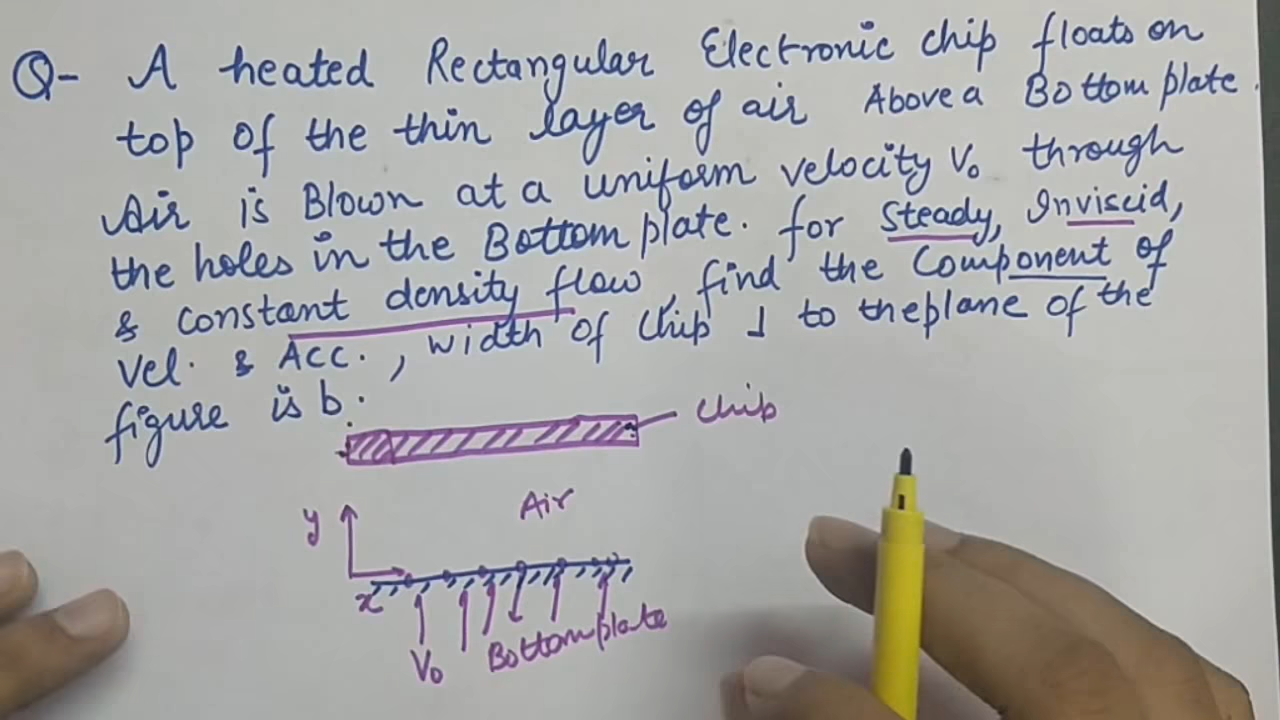 Q- A heated Rectangular Electronic chip floats on
top of the thin layer of air Above a Bottom plate.
Air is Blown at a uniform velocity V₀ through
the holes in the Bottom plate. for Steady, Inviscid,
& constant density flow, find the Component of
Vel. & Acc., width of Chip ⊥ to the plane of the
figure is b.
Chip
Air
y
x
V₀
Bottom plate